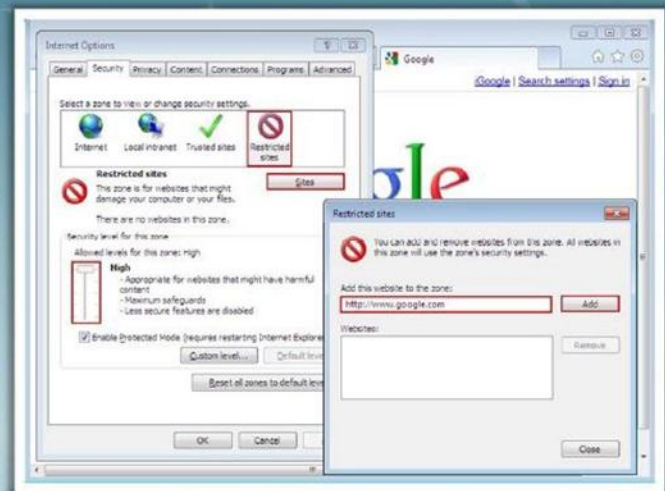 Internet Options
Google
General Security Privacy Content Connections Programs Advanced
iGoogle | Search settings | Sign in
Select a zone to view or change security settings.
Internet Local intranet Trusted sites Restricted sites
Restricted sites
Sites
This zone is for websites that might damage your computer or your files.
There are no websites in this zone.
Security level for this zone
Allowed levels for this zone: High
High
- Appropriate for websites that might have harmful content
- Maximum safeguards
- Less secure features are disabled
Enable Protected Mode (requires restarting Internet Explore
Custom level... Default leve
Reset all zones to default leve
OK Cancel
ogle
Restricted sites
You can add and remove websites from this zone. All websites in this zone will use the zone's security settings.
Add this website to the zone:
http://www.google.com Add
Websites:
Remove
Close